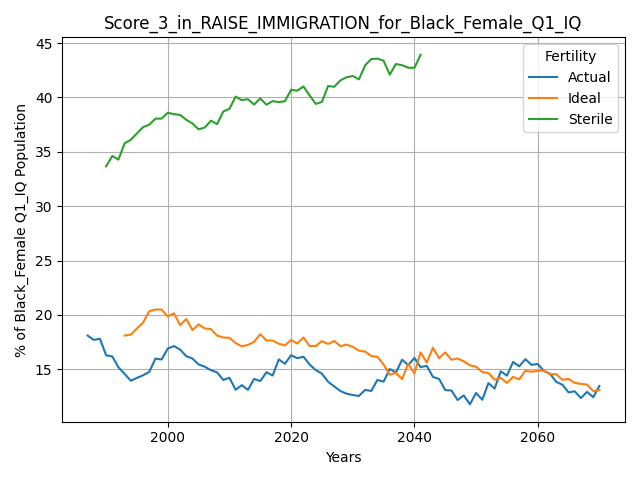 Score_3_in_RAISE_IMMIGRATION_for_Black_Female_Q1_IQ
Fertility
Actual
Ideal
Sterile
% of Black_Female Q1_IQ Population
45
40
35
30
25
20
15
2000
2020
2040
2060
Years